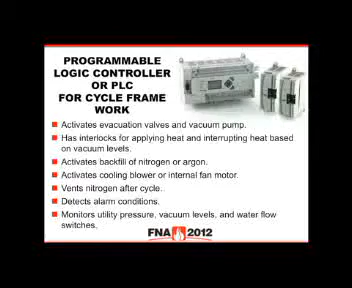 PROGRAMMABLE
LOGIC CONTROLLER
OR PLC
FOR CYCLE FRAME
WORK
Activates evacuation valves and vacuum pump.
Has interlocks for applying heat and interrupting heat based
on vacuum levels.
Activates backfill of nitrogen or argon.
Activates cooling blower or internal fan motor.
Vents nitrogen after cycle.
Detects alarm conditions.
Monitors utility pressure, vacuum levels, and water flow
switches.
FNA 2012